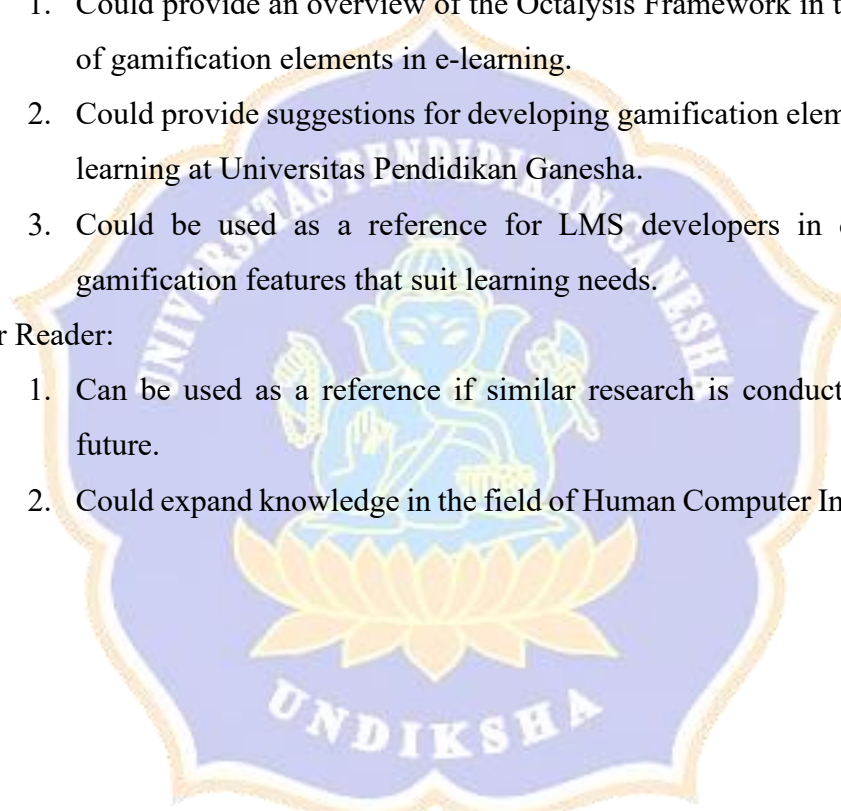 1. Could provide an overview of the Octalysis Framework in
of gamification elements in e-learning.
2. Could provide suggestions for developing gamification
learning at Universitas Pendidikan Ganesha.
3. Could be used as a reference for LMS developers in
gamification features that suit learning needs.
Reader:
1. Can be used as a reference if similar research is
future.
2. Could expand knowledge in the field of Human Computer
UNIVERSITAS PENDIDIKAN GANESHA
UNDIKSHA